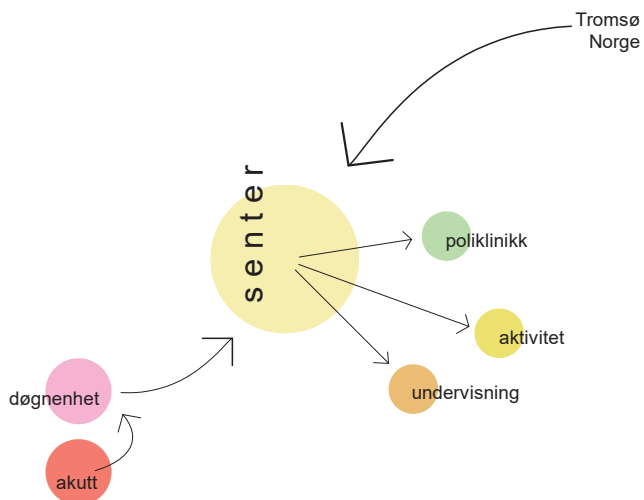 Tromsø
Norge
senter
poliklinikk
aktivitet
undervisning
døgnenhet
akutt